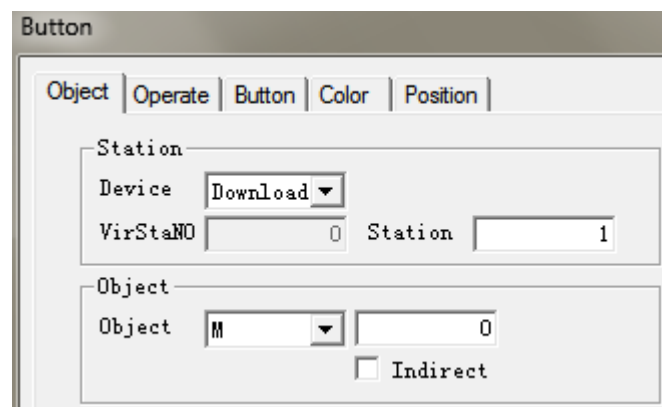 Button
Object Operate Button Color Position
Station
Device Download
VirStaNO 0 Station 1
Object
Object M 0
Indirect